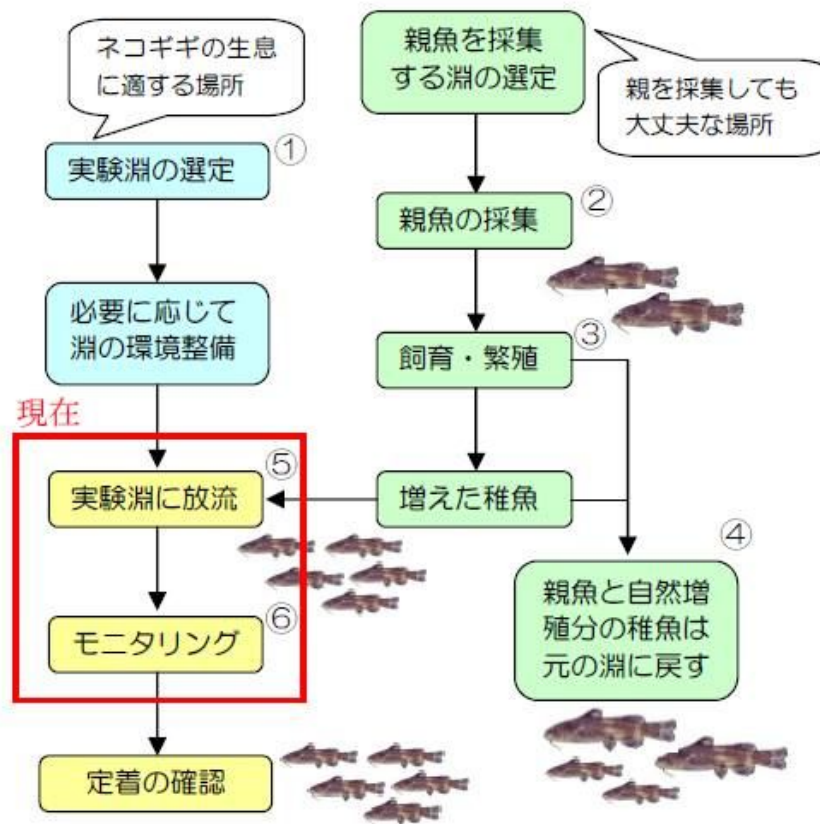 ネコギギの生息
に適する場所
①
実験淵の選定
必要に応じて
淵の環境整備
現在
⑤
実験淵に放流
⑥
モニタリング
定着の確認
親魚を採集
する淵の選定
親を採集しても
大丈夫な場所
②
親魚の採集
③
飼育・繁殖
増えた稚魚
④
親魚と自然増
殖分の稚魚は
元の淵に戻す